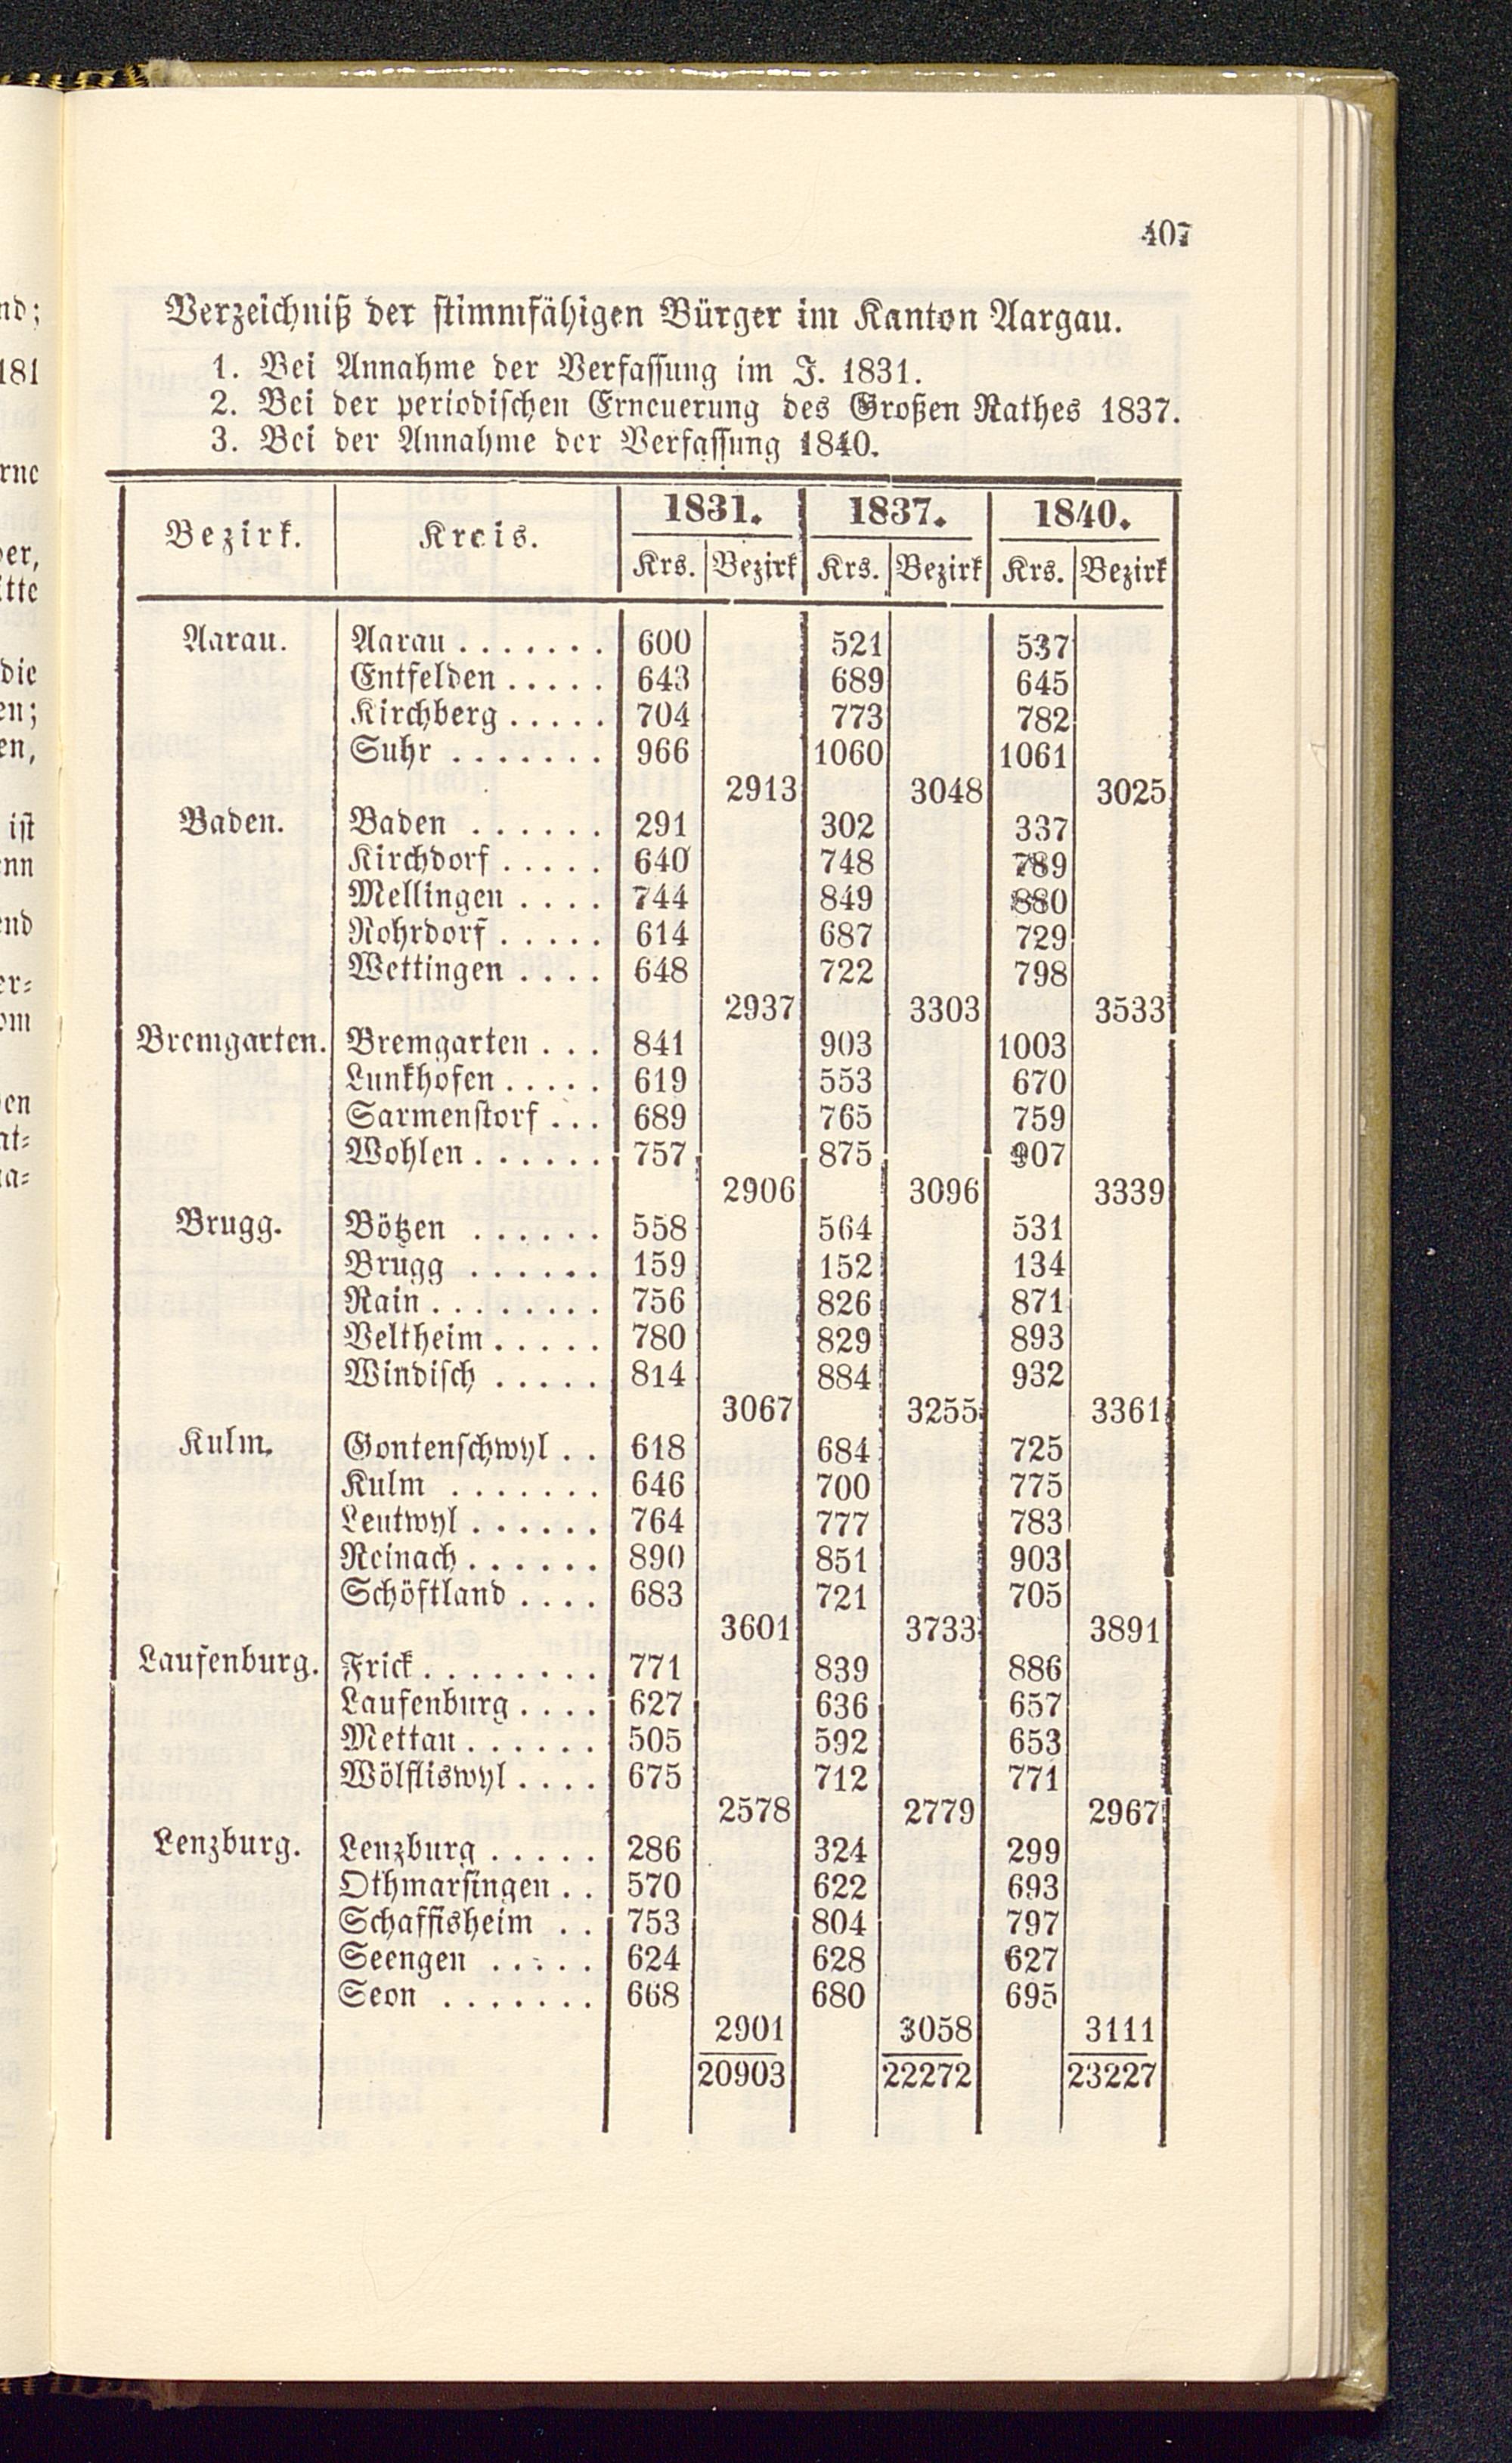 407
Verzeichniß der stimmfähigen Bürger im Kanton Aargau.
1. Bei Annahme der Verfassung im J. 1831.
2. Bei der periodischen Erneuerung des Großen Rathes 1837.
3. Bei der Annahme der Verfassung 1840.
Bezirk. Kreis. 1831. 1837. 1840.
Krs. Bezirk Krs. Bezirk Krs. Bezirk
Aarau. Aarau . . . . . . . 600 521 537
Entfelden . . . . . 643 689 645
Kirchberg . . . . . 704 773 782
Suhr . . . . . . . 966 1060 1061
2913 3048 3025
Baden. Baden . . . . . . 291 302 337
Kirchdorf . . . . . 640 748 789
Mellingen . . . . 744 849 880
Rohrdorf . . . . . 614 687 729
Wettingen . . . . 648 722 798
2937 3303 3533
Bremgarten. Bremgarten . . . 841 903 1003
Lunkhofen . . . . . 619 553 670
Sarmenstorf . . . 689 765 759
Wohlen . . . . . . 757 875 907
2906 3096 3339
Brugg. Bötzen . . . . . . 558 564 531
Brugg . . . . . . 159 152 134
Rain . . . . . . . . 756 826 871
Veltheim . . . . . 780 829 893
Windisch . . . . . 814 884 932
3067 3255 3361
Kulm. Gontenschwyl . . 618 684 725
Kulm . . . . . . . 646 700 775
Leutwyl . . . . . . 764 777 783
Reinach . . . . . . 890 851 903
Schöftland . . . . 683 721 705
3601 3733 3891
Laufenburg. Frick . . . . . . . . 771 839 886
Laufenburg . . . . 627 636 657
Mettau . . . . . . 505 592 653
Wölfliswyl . . . . 675 712 771
2578 2779 2967
Lenzburg. Lenzburg . . . . . 286 324 299
Othmarsingen . . 570 622 693
Schaffisheim . . 753 804 797
Seengen . . . . . 624 628 627
Seon . . . . . . . 668 680 695
2901 3058 3111
20903 22272 23227